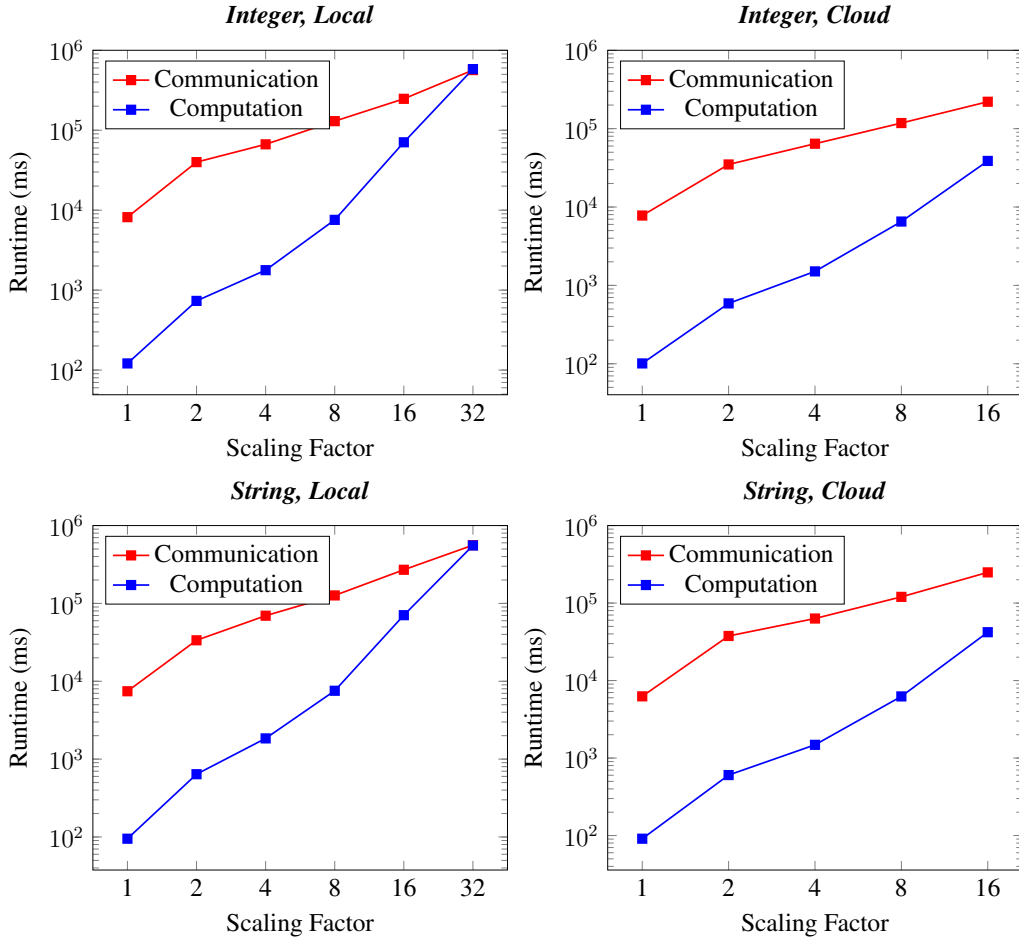 Integer, Local
Communication
Computation
10^6
10^5
10^4
10^3
10^2
Runtime (ms)
1 2 4 8 16 32
Scaling Factor
Integer, Cloud
Communication
Computation
10^6
10^5
10^4
10^3
10^2
Runtime (ms)
1 2 4 8 16
Scaling Factor
String, Local
Communication
Computation
10^6
10^5
10^4
10^3
10^2
Runtime (ms)
1 2 4 8 16 32
Scaling Factor
String, Cloud
Communication
Computation
10^6
10^5
10^4
10^3
10^2
Runtime (ms)
1 2 4 8 16
Scaling Factor